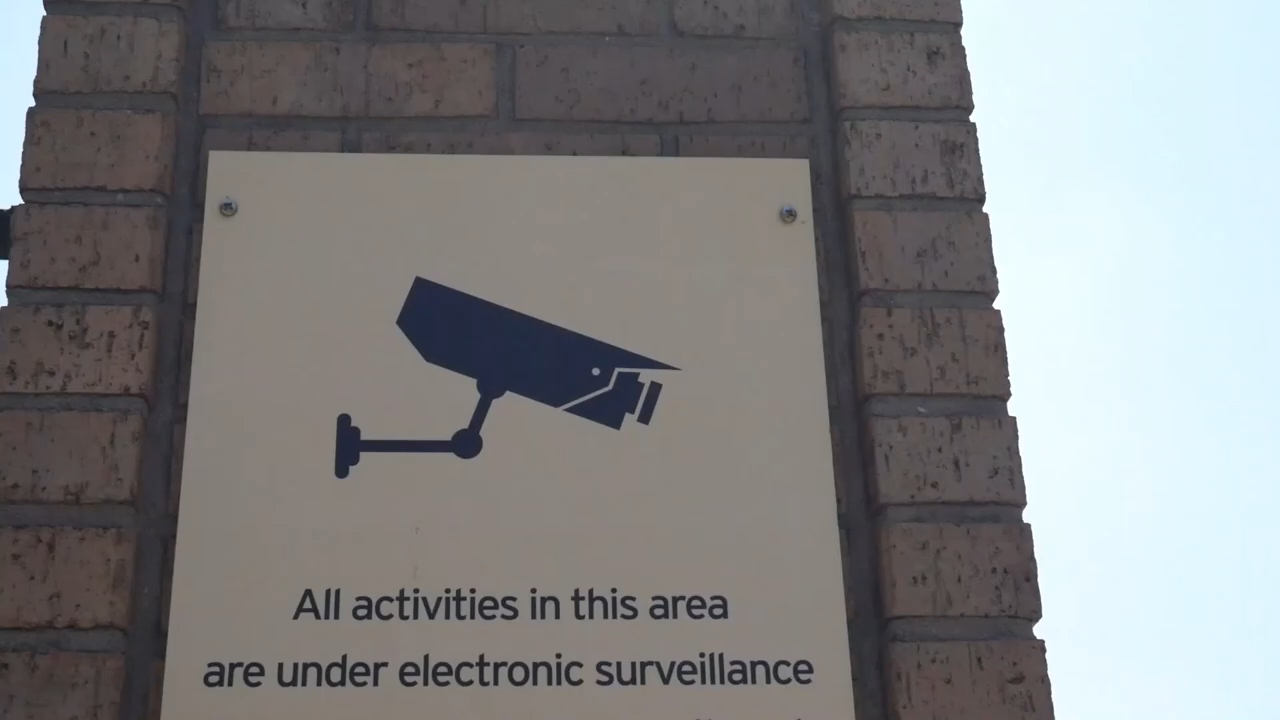 All activities in this area
are under electronic surveillance